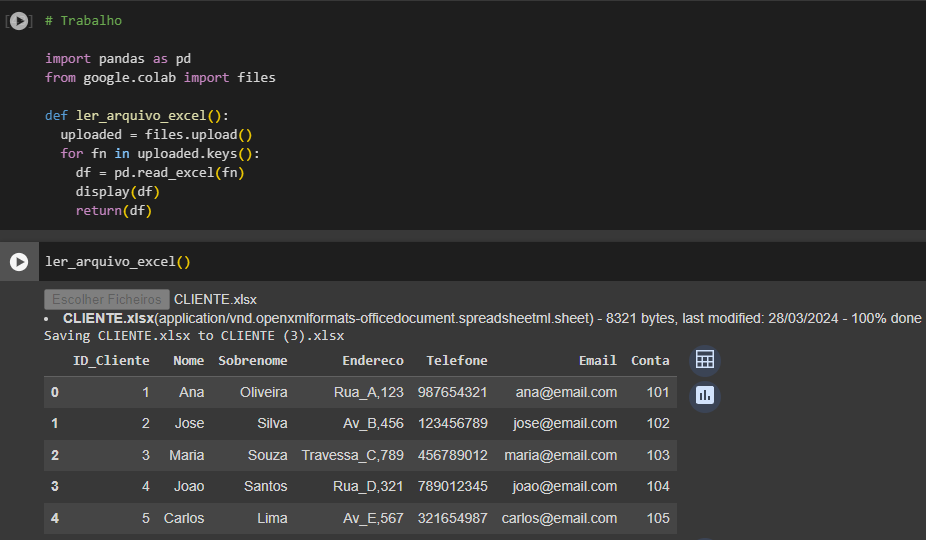 # Trabalho
import pandas as pd
from google.colab import files
def ler_arquivo_excel():
uploaded = files.upload()
for fn in uploaded.keys():
df = pd.read_excel(fn)
display(df)
return(df)
ler_arquivo_excel()
Escolher Ficheiros CLIENTE.xlsx
• CLIENTE.xlsx(application/vnd.openxmlformats-officedocument.spreadsheetml.sheet) - 8321 bytes, last modified: 28/03/2024 - 100% done
Saving CLIENTE.xlsx to CLIENTE (3).xlsx
ID_Cliente Nome Sobrenome Endereco Telefone Email Conta
0 1 Ana Oliveira Rua_A,123 987654321 ana@email.com 101
1 2 Jose Silva Av_B,456 123456789 jose@email.com 102
2 3 Maria Souza Travessa_C,789 456789012 maria@email.com 103
3 4 Joao Santos Rua_D,321 789012345 joao@email.com 104
4 5 Carlos Lima Av_E,567 321654987 carlos@email.com 105